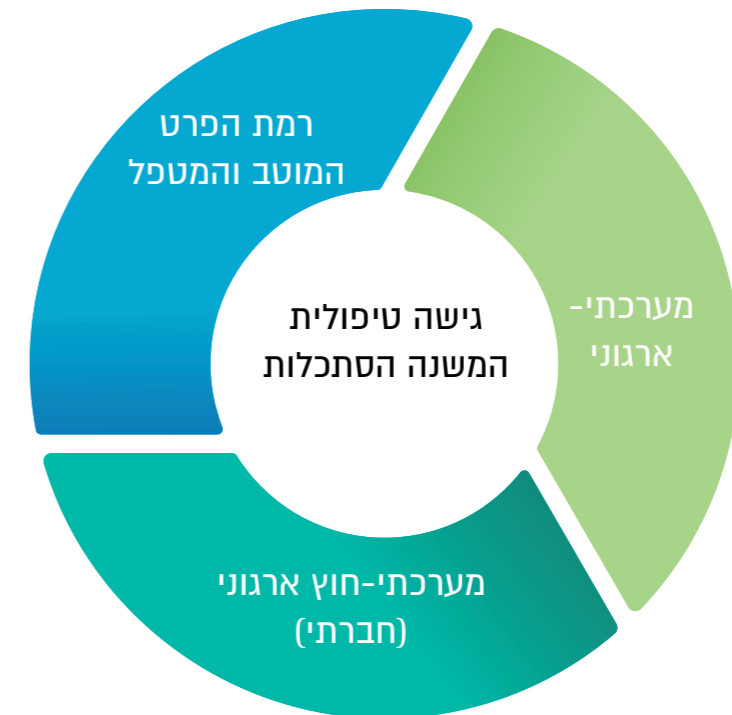 רמת הפרט
המוטב והמטפל
מערכתי-
ארגוני
גישה טיפולית
המשנה הסתכלות
מערכתי-חוץ ארגוני
(חברתי)